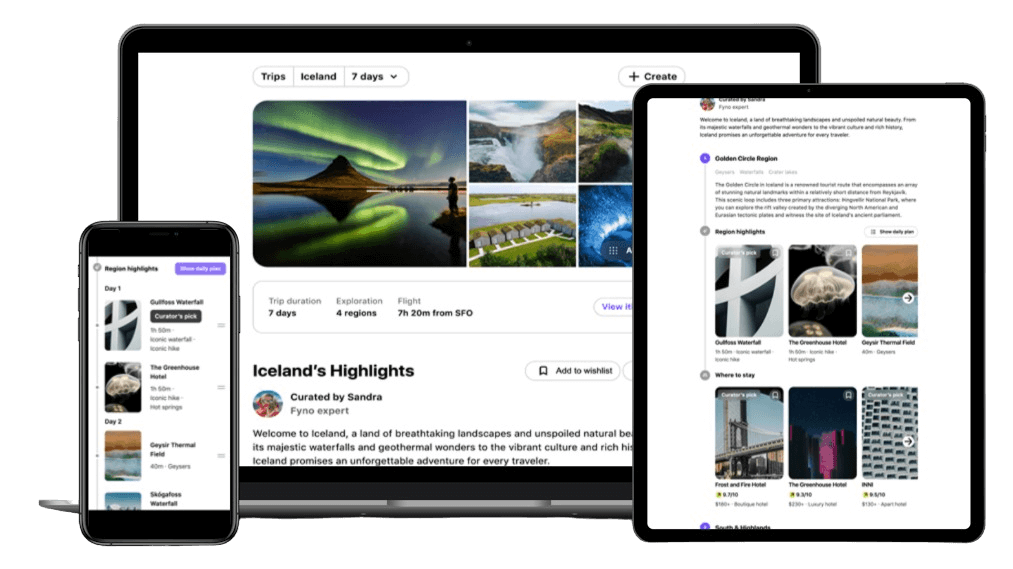 Trips
Iceland
7 days
Create
A
Trip duration
7 days
Exploration
4 regions
Flight
7h 20m from SFO
Iceland's Highlights
Add to wishlist
Curated by Sandra
Fyno expert
Welcome to Iceland, a land of breathtaking landscapes and unspoiled natural
its majestic waterfalls and geothermal wonders to the vibrant culture and rich
Iceland promises an unforgettable adventure for every traveler.
Region highlights
Show daily plan
Day 1
Gullfoss Waterfall
Curator's pick
1h 50m ·
Iconic waterfall ·
Iconic hike
The Greenhouse
Hotel
1h 50m ·
Iconic hike ·
Hot springs
Day 2
Geysir Thermal
Field
40m · Geysers
Skógafoss
Waterfall
Curated by Sandra
Fyno expert
Welcome to Iceland, a land of breathtaking landscapes and unspoiled natural beauty. From
its majestic waterfalls and geothermal wonders to the vibrant culture and rich history,
Iceland promises an unforgettable adventure for every traveler.
Golden Circle Region
Geysers Waterfalls Crater lakes
The Golden Circle in Iceland is a renowned tourist route that encompasses an array
of stunning natural landmarks within a relatively short distance from Reykjavik.
This scenic loop includes three primary attractions: Þingvellir National Park, where
you can explore the rift valley created by the diverging North American and
Eurasian tectonic plates and witness the site of Iceland's ancient parliament.
Region highlights
Show daily plan
Curator's pick
Gullfoss Waterfall
1h 50m · Iconic waterfall ·
Iconic hike
The Greenhouse Hotel
1h 50m · Iconic hike ·
Hot springs
Geysir Thermal Field
40m · Geysers
Where to stay
Curator's pick
Curator's pick
Frost and Fire Hotel
9.7/10
$180+ · Boutique hotel
The Greenhouse Hotel
9.3/10
$230+ · Luxury hotel
INNI
9.5/10
$130+ · Apart hotel
South & Highlands